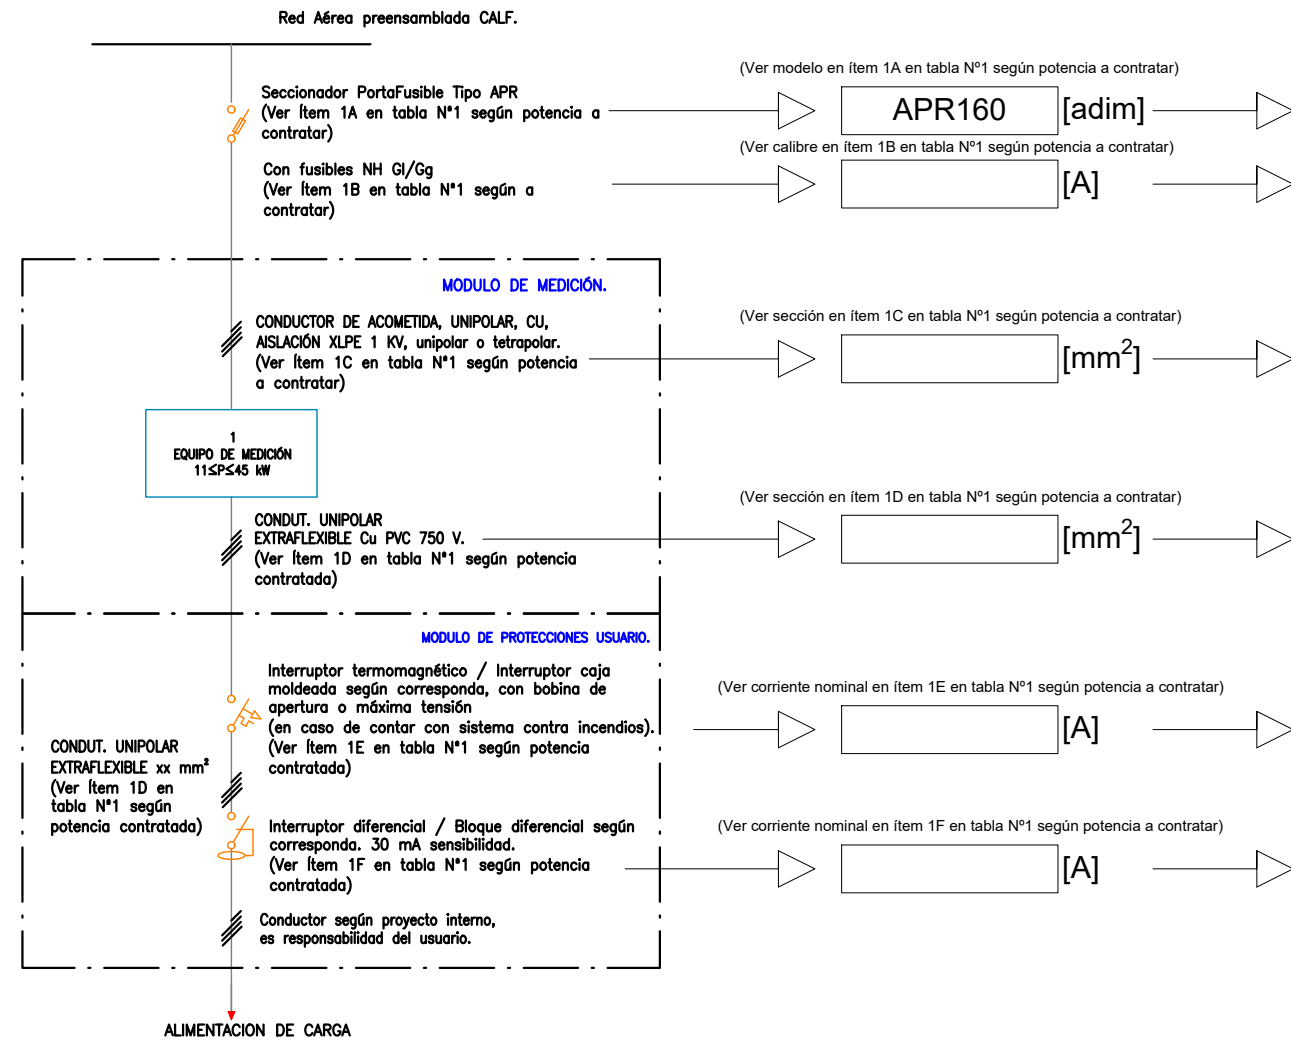 Red Aérea preensamblada CALF.
Seccionador PortaFusible Tipo APR
(Ver Ítem 1A en tabla N°1 según potencia a
contratar)
(Ver modelo en ítem 1A en tabla Nº1 según potencia a contratar)
APR160 [adim]
Con fusibles NH Gl/Gg
(Ver Ítem 1B en tabla N°1 según a
contratar)
(Ver calibre en ítem 1B en tabla Nº1 según potencia a contratar)
[A]
MODULO DE MEDICIÓN.
CONDUCTOR DE ACOMETIDA, UNIPOLAR, CU,
AISLACIÓN XLPE 1 KV, unipolar o tetrapolar.
(Ver Ítem 1C en tabla N°1 según potencia
a contratar)
(Ver sección en ítem 1C en tabla Nº1 según potencia a contratar)
[mm²]
1
EQUIPO DE MEDICIÓN
11≤P≤45 kW
CONDUT. UNIPOLAR
EXTRAFLEXIBLE Cu PVC 750 V.
(Ver Ítem 1D en tabla N°1 según potencia
contratada)
(Ver sección en ítem 1D en tabla Nº1 según potencia a contratar)
[mm²]
MODULO DE PROTECCIONES USUARIO.
Interruptor termomagnético / Interruptor caja
moldeada según corresponda, con bobina de
apertura o máxima tensión
(en caso de contar con sistema contra incendios).
(Ver Ítem 1E en tabla N°1 según potencia
contratada)
(Ver corriente nominal en ítem 1E en tabla Nº1 según potencia a contratar)
[A]
CONDUT. UNIPOLAR
EXTRAFLEXIBLE xx mm²
(Ver Ítem 1D en
tabla N°1 según
potencia contratada)
Interruptor diferencial / Bloque diferencial según
corresponda. 30 mA sensibilidad.
(Ver Ítem 1F en tabla N°1 según potencia
contratada)
(Ver corriente nominal en ítem 1F en tabla Nº1 según potencia a contratar)
[A]
Conductor según proyecto interno,
es responsabilidad del usuario.
ALIMENTACION DE CARGA